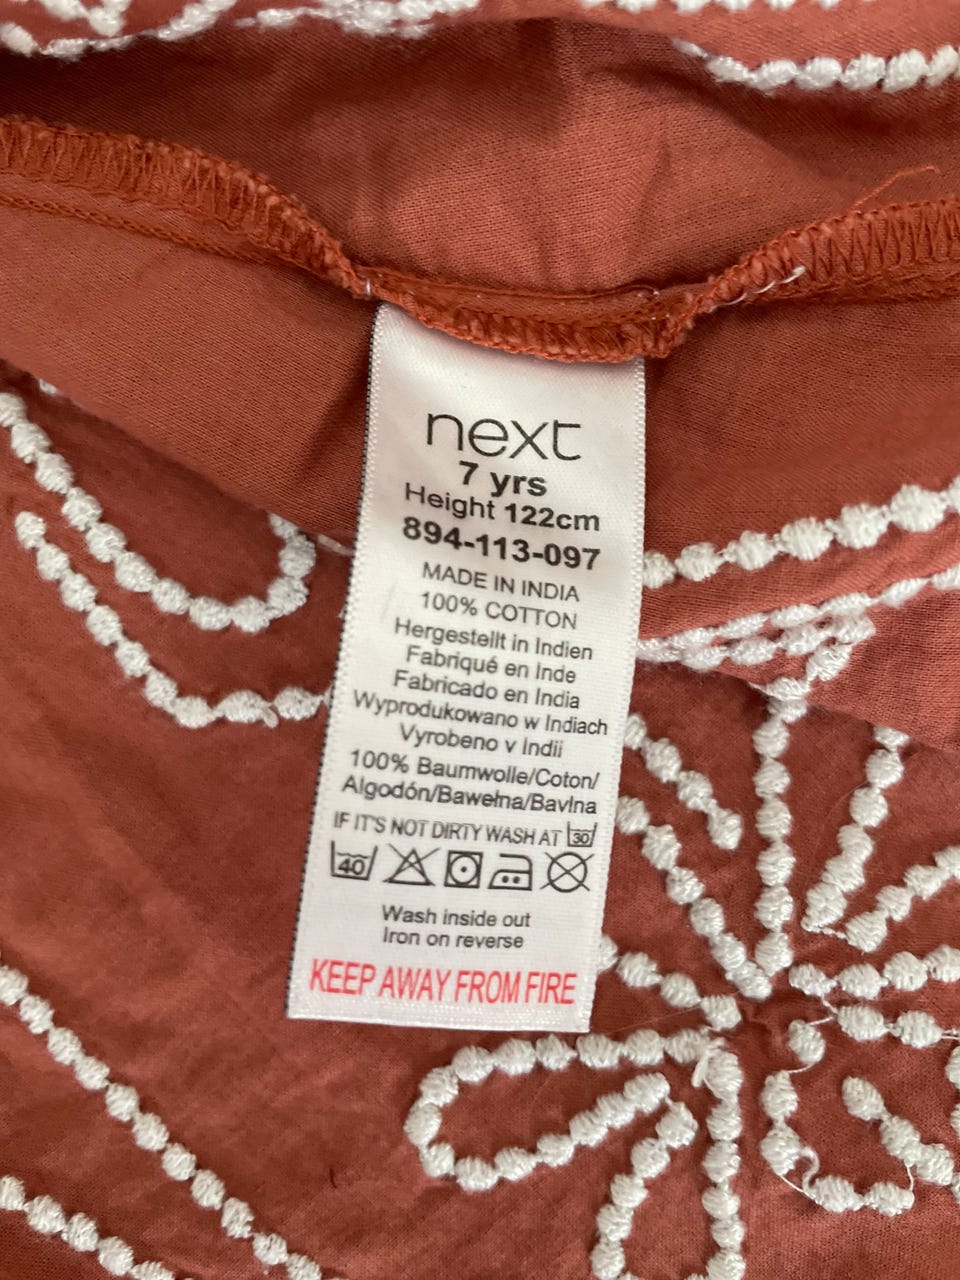 next
7 yrs
Height 122cm
894-113-097
MADE IN INDIA
100% COTTON
Hergestellt in Indien
Fabriqué en Inde
Fabricado en India
Wyprodukowano w Indiach
Vyrobeno v Indii
100% Baumwolle/Coton/
Algodón/Bawełna/Bavlna
IF IT'S NOT DIRTY WASH AT 30
40
Wash inside out
Iron on reverse
KEEP AWAY FROM FIRE